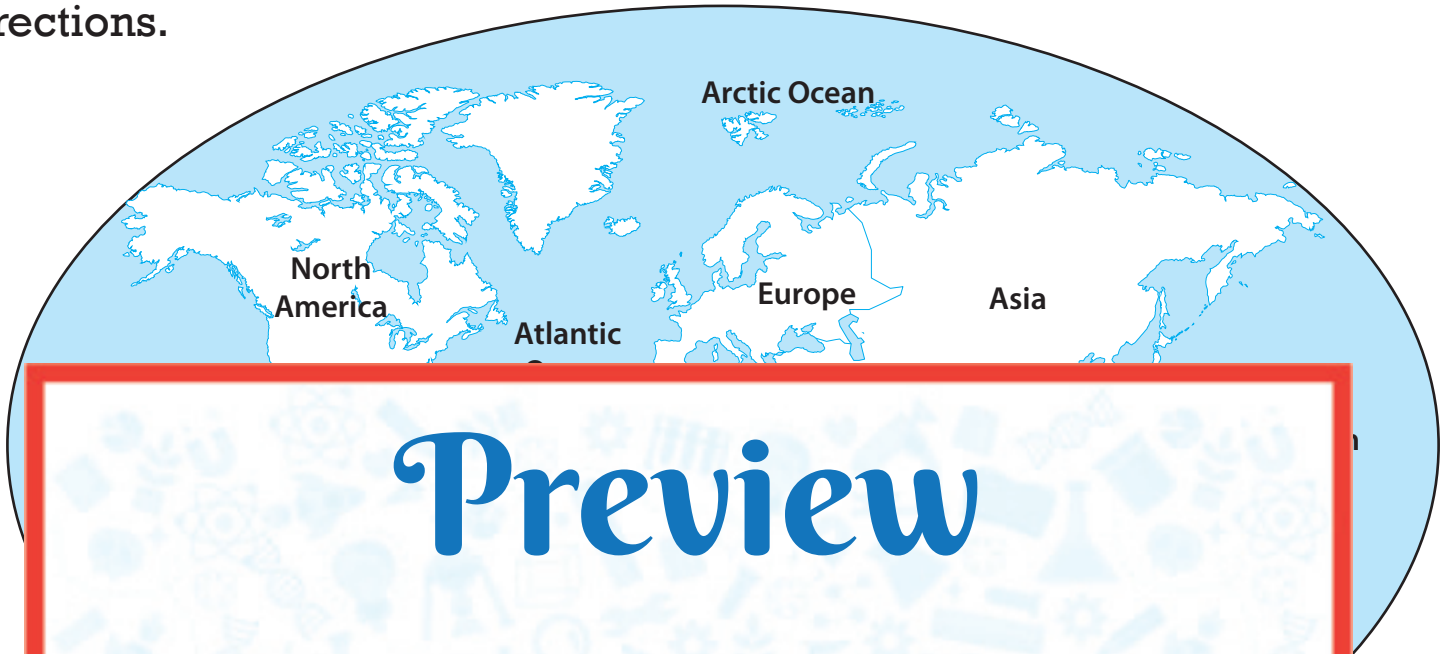 rections.
Arctic Ocean
North
America
Europe
Asia
Atlantic
Preview